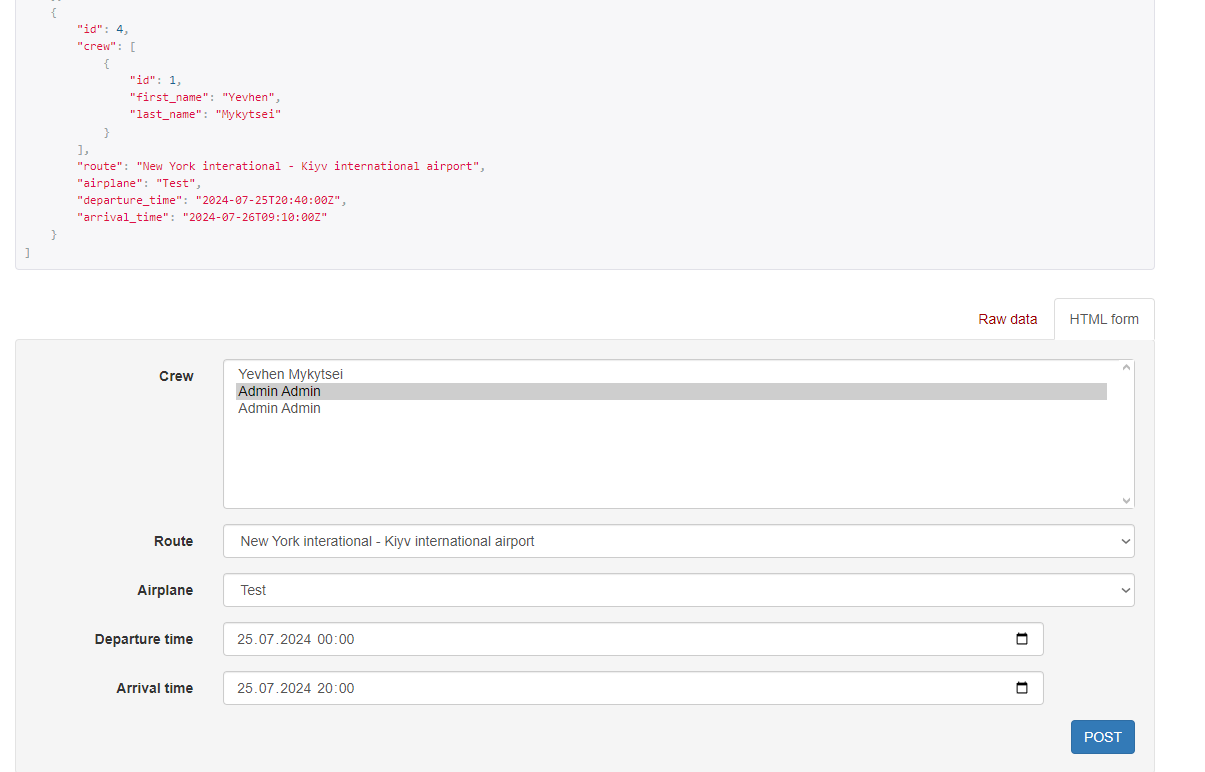 {
"id": 4,
"crew": [
{
"id": 1,
"first_name": "Yevhen",
"last_name": "Mykytsei"
}
],
"route": "New York interational - Kiyv international airport",
"airplane": "Test",
"departure_time": "2024-07-25T20:40:00Z",
"arrival_time": "2024-07-26T09:10:00Z"
}
]
Raw data
HTML form
Crew
Yevhen Mykytsei
Admin Admin
Admin Admin
Route
New York interational - Kiyv international airport
Airplane
Test
Departure time
25.07.2024 00:00
Arrival time
25.07.2024 20:00
POST